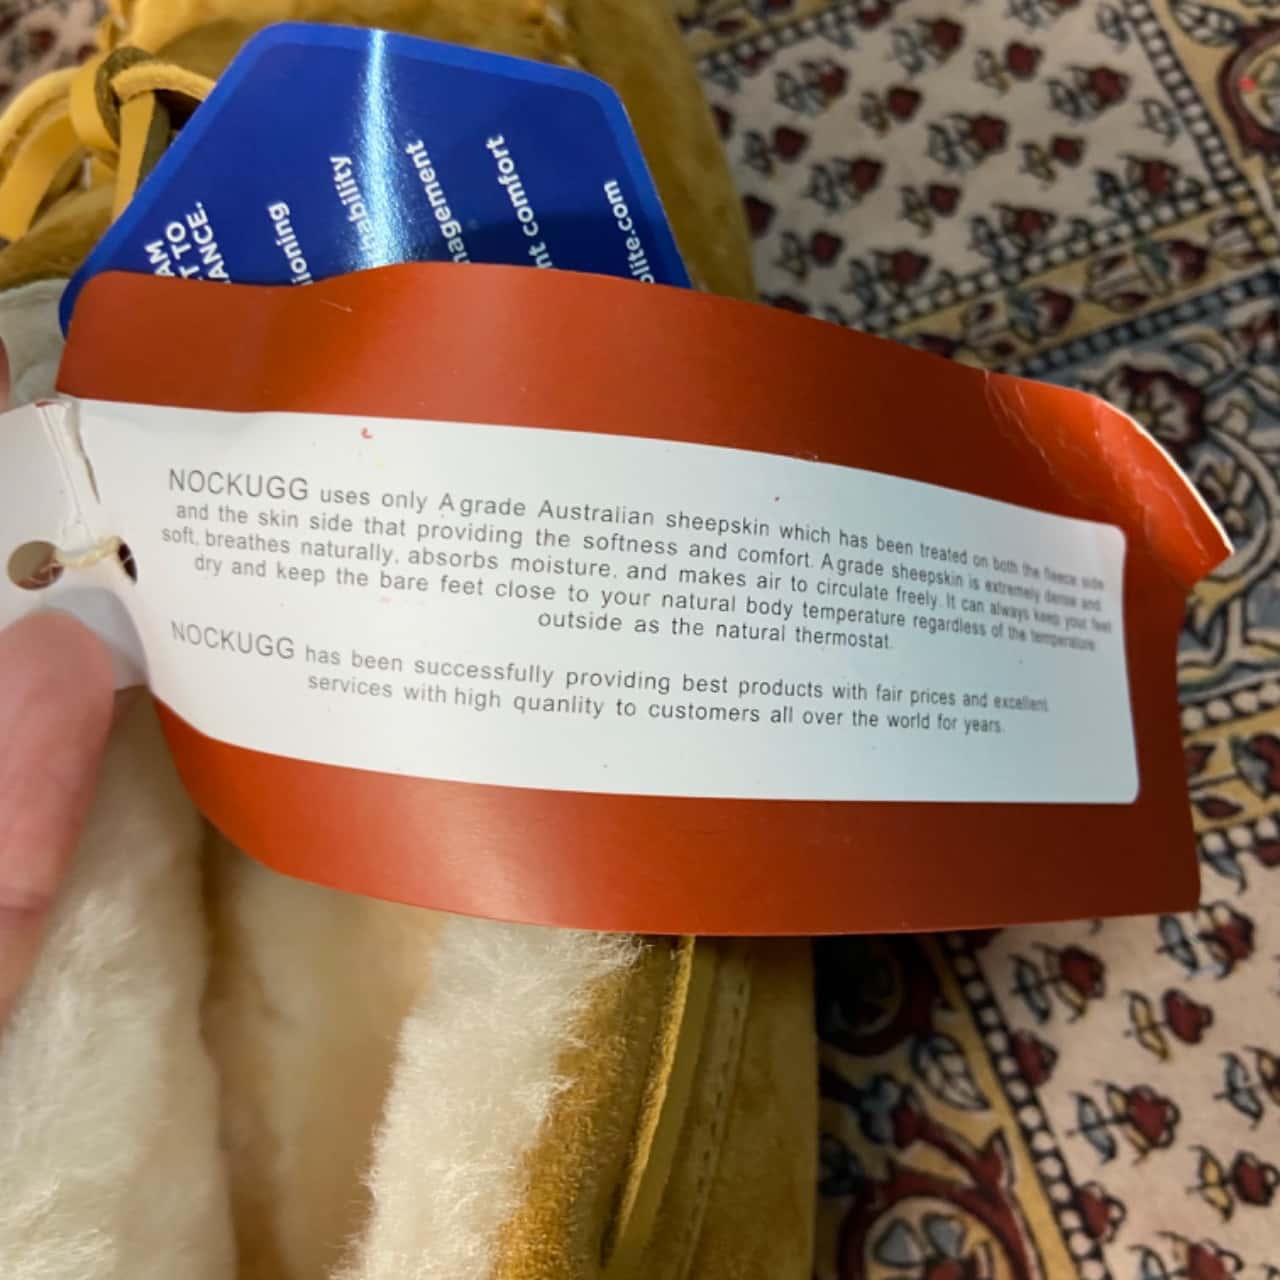 AM
T TO
ANCE.
ioning
hability
nagement
nt comfort
olite.com
NOCKUGG uses only A grade Australian sheepskin which has been treated on both the fleece side
and the skin side that providing the softness and comfort. A grade sheepskin is extremely dense and
soft, breathes naturally, absorbs moisture, and makes air to circulate freely. It can always keep your feet
dry and keep the bare feet close to your natural body temperature regardless of the temperature
outside as the natural thermostat.
NOCKUGG has been successfully providing best products with fair prices and excellent
services with high quanlity to customers all over the world for years.